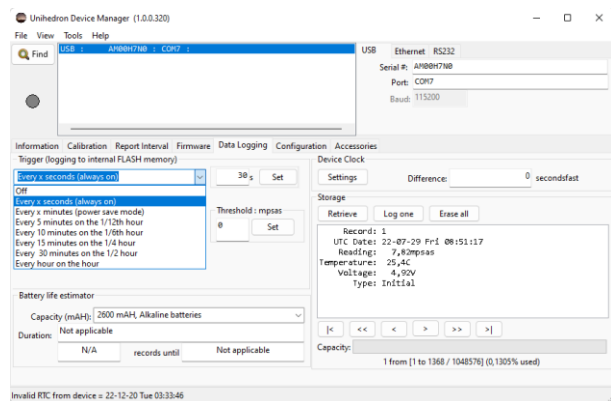 Unihedron Device Manager (1.0.0.320)
File View Tools Help
Find
USB : AM00H7N0 : COM7 :
USB Ethernet RS232
Serial #: AM00H7N0
Port: COM7
Baud: 115200
Information Calibration Report Interval Firmware Data Logging Configuration Accessories
Trigger (logging to internal FLASH memory)
Every x seconds (always on)
30 s Set
Off
Every x seconds (always on)
Every x minutes (power save mode)
Every 5 minutes on the 1/12th hour
Every 10 minutes on the 1/6th hour
Every 15 minutes on the 1/4 hour
Every 30 minutes on the 1/2 hour
Every hour on the hour
Threshold : mpsas
0 Set
Battery life estimator
Capacity (mAH): 2600 mAH, Alkaline batteries
Duration: Not applicable
N/A records until Not applicable
Device Clock
Settings Difference: 0 secondsfast
Storage
Retrieve Log one Erase all
Record: 1
UTC Date: 22-07-29 Fri 08:51:17
Reading: 7,82mpsas
Temperature: 25,4C
Voltage: 4,92V
Type: Initial
|< << < > >> >|
Capacity:
1 from [1 to 1368 / 1048576] (0,1305% used)
Invalid RTC from device = 22-12-20 Tue 03:33:46